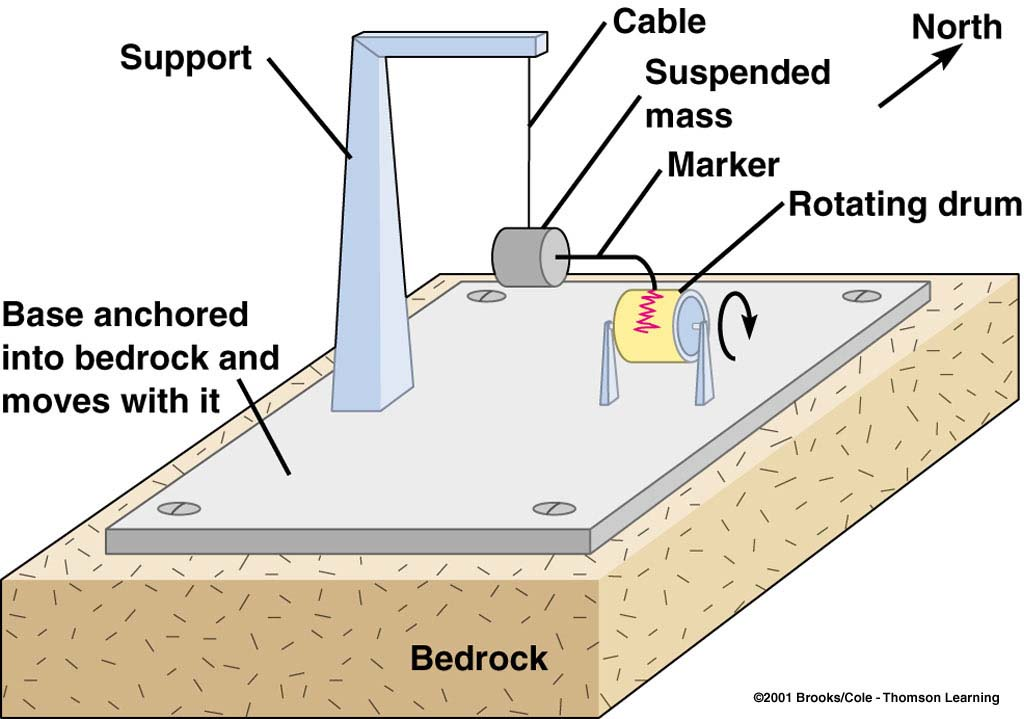 Cable
North
Support
Suspended
mass
Marker
Rotating drum
Base anchored
into bedrock and
moves with it
Bedrock
©2001 Brooks/Cole - Thomson Learning